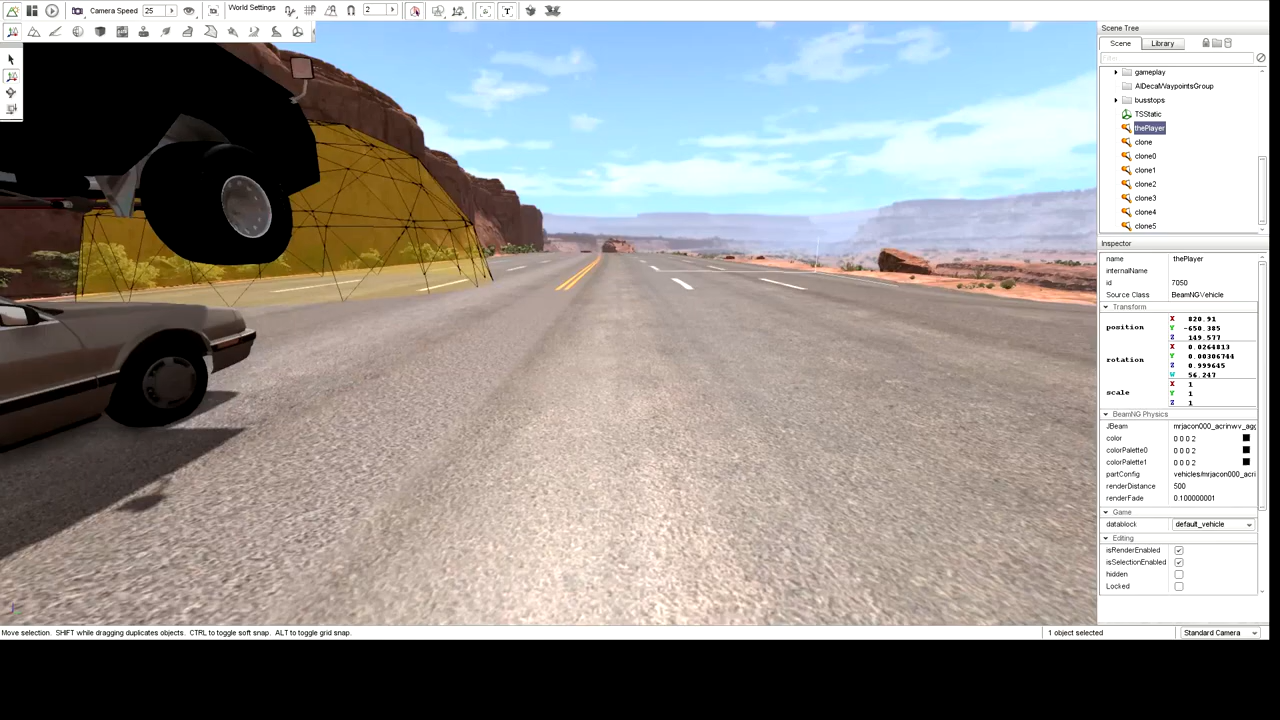 Camera Speed 25 World Settings 2
Scene Tree
Scene Library
Filter
gameplay
AIDecalWaypointsGroup
busstops
TSStatic
thePlayer
clone
clone0
clone1
clone2
clone3
clone4
clone5
Inspector
name thePlayer
internalName
id 7050
Source Class BeamNGVehicle
Transform
position X 820.91
Y -650.385
Z 149.577
rotation X 0.0264813
Y 0.00306744
Z 0.999645
W 56.247
scale X 1
Y 1
Z 1
BeamNG Physics
JBeam mrjacon000_acrinwv_agg
color 0 0 0 2
colorPalette0 0 0 0 2
colorPalette1 0 0 0 2
partConfig vehicles/mrjacon000_acri
renderDistance 500
renderFade 0.100000001
Game
datablock default_vehicle
Editing
isRenderEnabled
isSelectionEnabled
hidden
Locked
Move selection. SHIFT while dragging duplicates objects. CTRL to toggle soft snap. ALT to toggle grid snap. 1 object selected Standard Camera